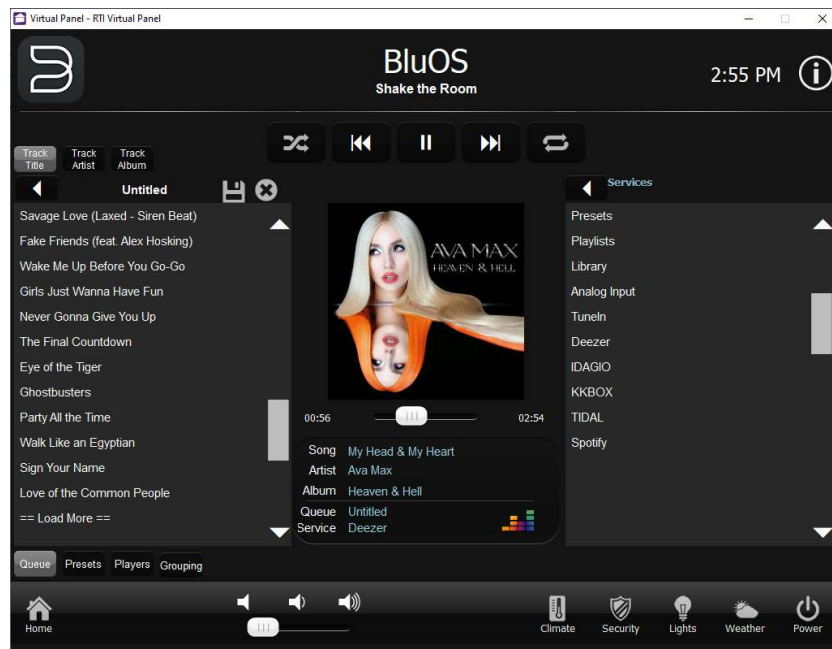 Virtual Panel - RTI Virtual Panel
BluOS
Shake the Room
2:55 PM
Track Title
Track Artist
Track Album
Untitled
Savage Love (Laxed - Siren Beat)
Fake Friends (feat. Alex Hosking)
Wake Me Up Before You Go-Go
Girls Just Wanna Have Fun
Never Gonna Give You Up
The Final Countdown
Eye of the Tiger
Ghostbusters
Party All the Time
Walk Like an Egyptian
Sign Your Name
Love of the Common People
== Load More ==
AVA MAX
HEAVEN & HELL
00:56
02:54
Song My Head & My Heart
Artist Ava Max
Album Heaven & Hell
Queue Untitled
Service Deezer
Services
Presets
Playlists
Library
Analog Input
TuneIn
Deezer
IDAGIO
KKBOX
TIDAL
Spotify
Queue Presets Players Grouping
Home
Climate Security Lights Weather Power